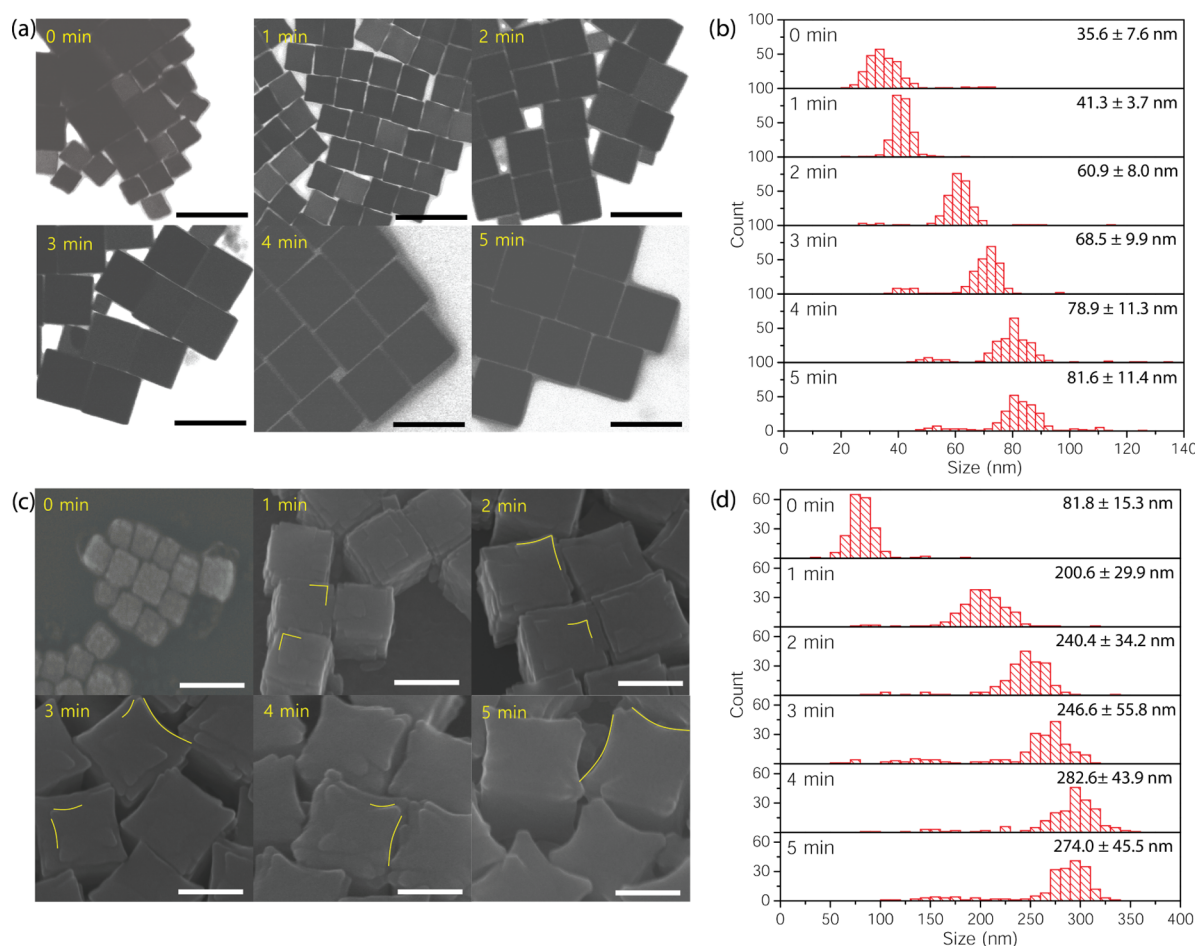 (a)
0 min
1 min
2 min
3 min
4 min
5 min
(b)
100
50
0 min
35.6 ± 7.6 nm
100
50
1 min
41.3 ± 3.7 nm
100
50
2 min
60.9 ± 8.0 nm
100
50
3 min
68.5 ± 9.9 nm
100
50
4 min
78.9 ± 11.3 nm
100
50
0
5 min
81.6 ± 11.4 nm
Count
0 20 40 60 80 100 120 140
Size (nm)
(c)
0 min
1 min
2 min
3 min
4 min
5 min
(d)
60
30
0 min
81.8 ± 15.3 nm
60
30
1 min
200.6 ± 29.9 nm
60
30
2 min
240.4 ± 34.2 nm
60
30
3 min
246.6 ± 55.8 nm
60
30
4 min
282.6± 43.9 nm
60
30
0
5 min
274.0 ± 45.5 nm
Count
0 50 100 150 200 250 300 350 400
Size (nm)